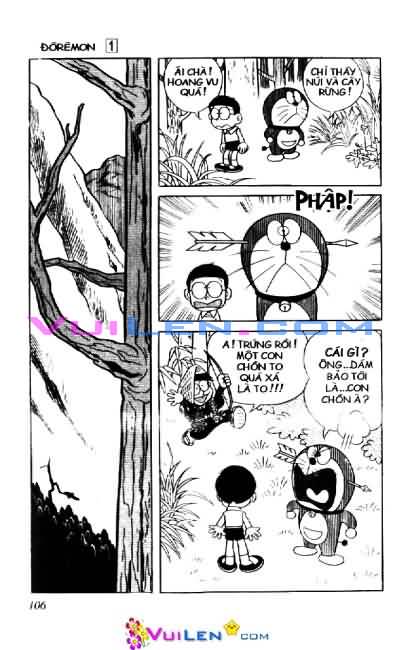 ĐÔRÊMON 1
ÁI CHÀ!
HOANG VU
QUÁ!
CHỈ THẤY
NÚI VÀ CÂY
RỪNG!
PHẬP!
A! TRÚNG RỒI!
MỘT CON
CHỒN TO
QUÁ XÁ
LÀ TO!!!
CÁI GÌ?
ÔNG...DÁM
BẢO TỚI
LÀ...CON
CHỒN À?
VUILEN.COM
106
VUILEN.COM